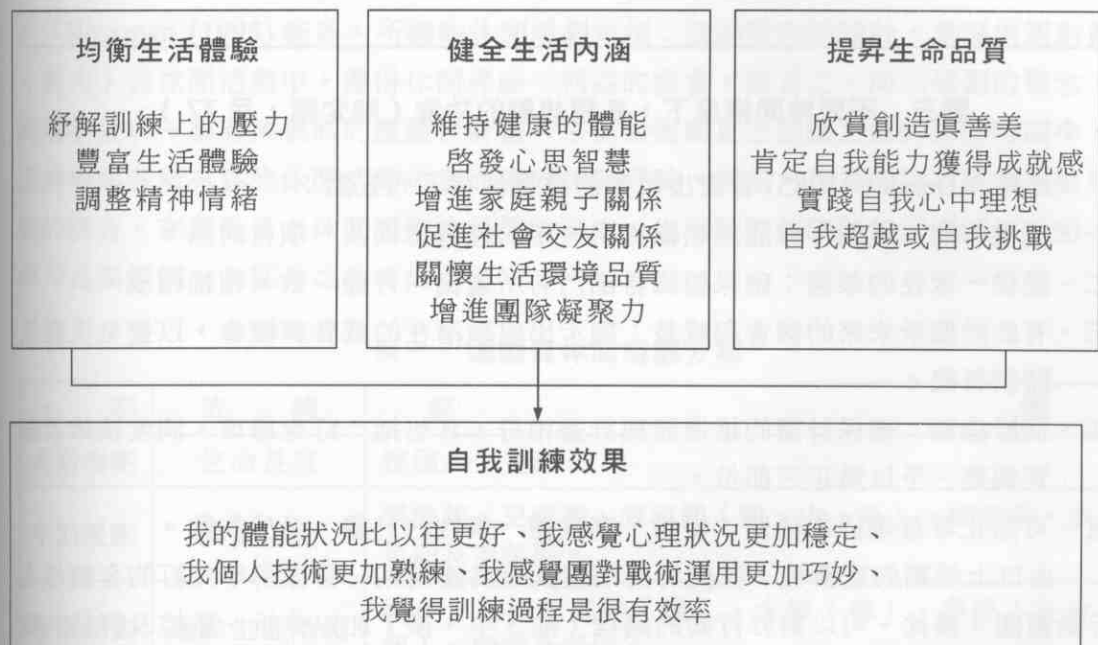 均衡生活體驗
紓解訓練上的壓力
豐富生活體驗
調整精神情緒
健全生活內涵
維持健康的體能
啓發心思智慧
增進家庭親子關係
促進社會交友關係
關懷生活環境品質
增進團隊凝聚力
提昇生命品質
欣賞創造眞善美
肯定自我能力獲得成就感
實踐自我心中理想
自我超越或自我挑戰
自我訓練效果
我的體能狀況比以往更好、我感覺心理狀況更加穩定、
我個人技術更加熟練、我感覺團對戰術運用更加巧妙、
我覺得訓練過程是很有效率